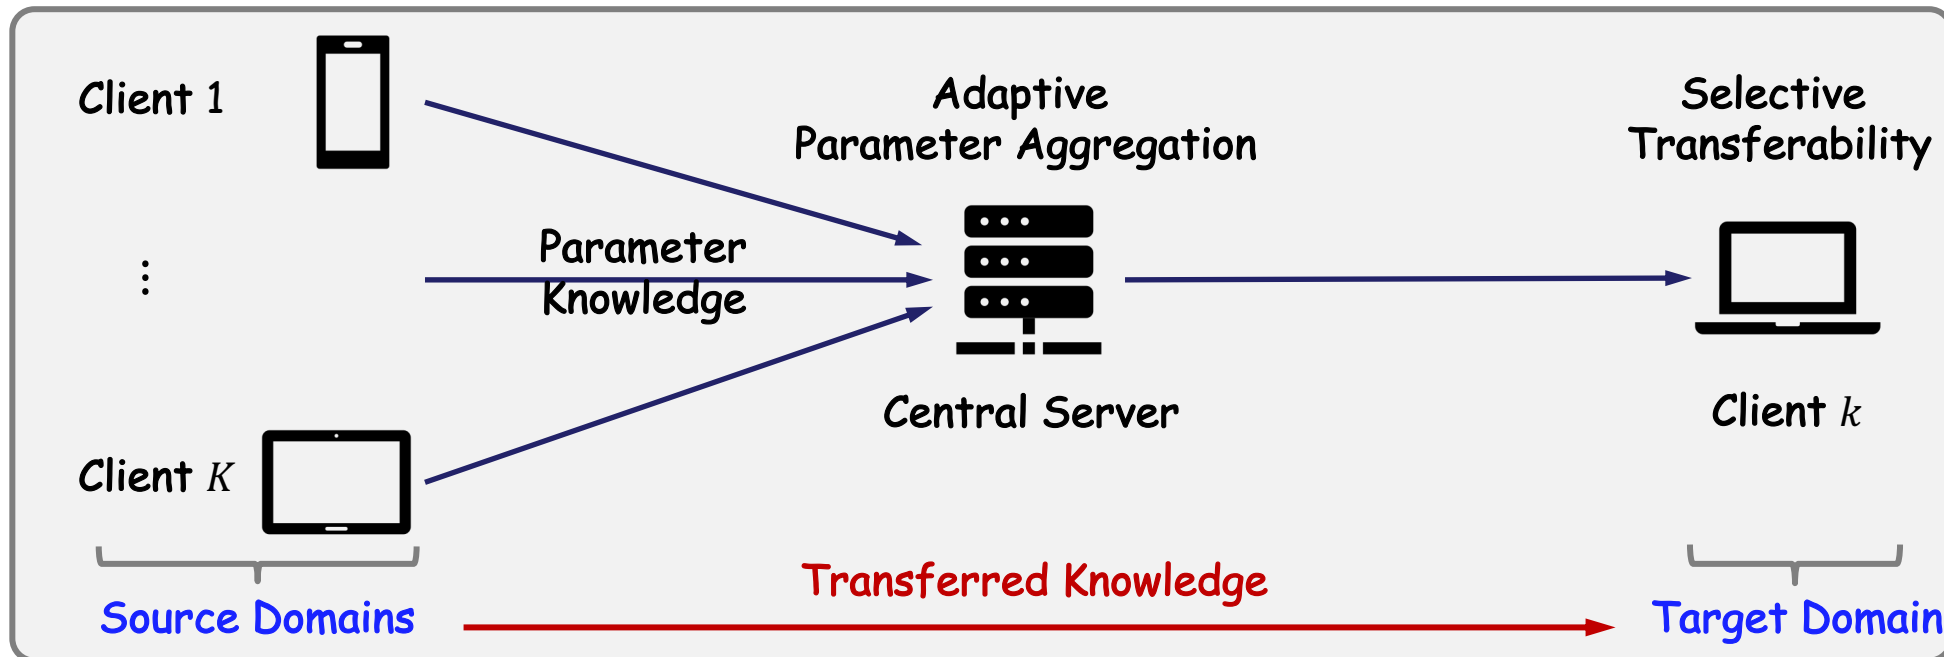 Client 1
Adaptive
Parameter Aggregation
Selective
Transferability
⋮
Parameter
Knowledge
Central Server
Client k
Client K
Transferred Knowledge
Source Domains
Target Domain